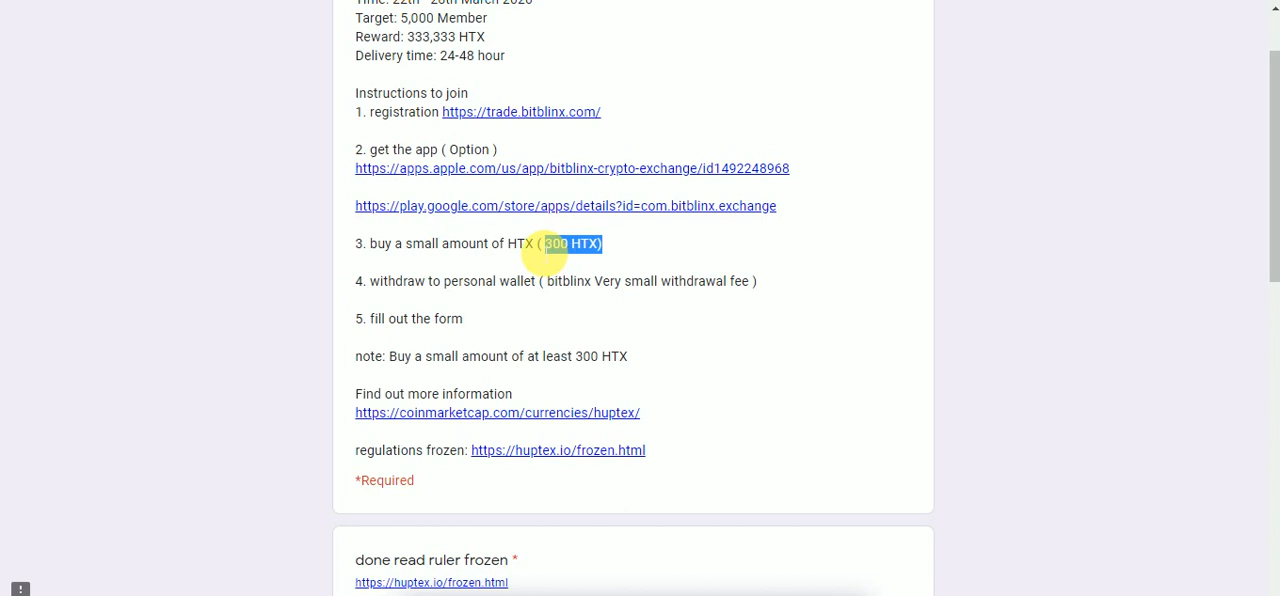 Target: 5,000 Member
Reward: 333,333 HTX
Delivery time: 24-48 hour
Instructions to join
1. registration https://trade.bitblinx.com/
2. get the app ( Option )
https://apps.apple.com/us/app/bitblinx-crypto-exchange/id1492248968
https://play.google.com/store/apps/details?id=com.bitblinx.exchange
3. buy a small amount of HTX ( 300 HTX)
4. withdraw to personal wallet ( bitblinx Very small withdrawal fee )
5. fill out the form
note: Buy a small amount of at least 300 HTX
Find out more information
https://coinmarketcap.com/currencies/huptex/
regulations frozen: https://huptex.io/frozen.html
*Required
done read ruler frozen *
https://huptex.io/frozen.html